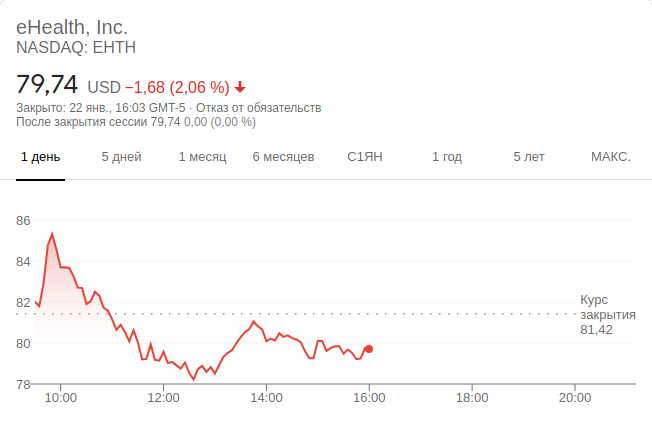 eHealth, Inc.
NASDAQ: EHTH
79,74 USD −1,68 (2,06 %)
Закрыто: 22 янв., 16:03 GMT-5 · Отказ от обязательств
После закрытия сессии 79,74 0,00 (0,00 %)
1 день 5 дней 1 месяц 6 месяцев С1ЯН 1 год 5 лет МАКС.
86
84
82
Курс
закрытия
81,42
80
78
10:00 12:00 14:00 16:00 18:00 20:00